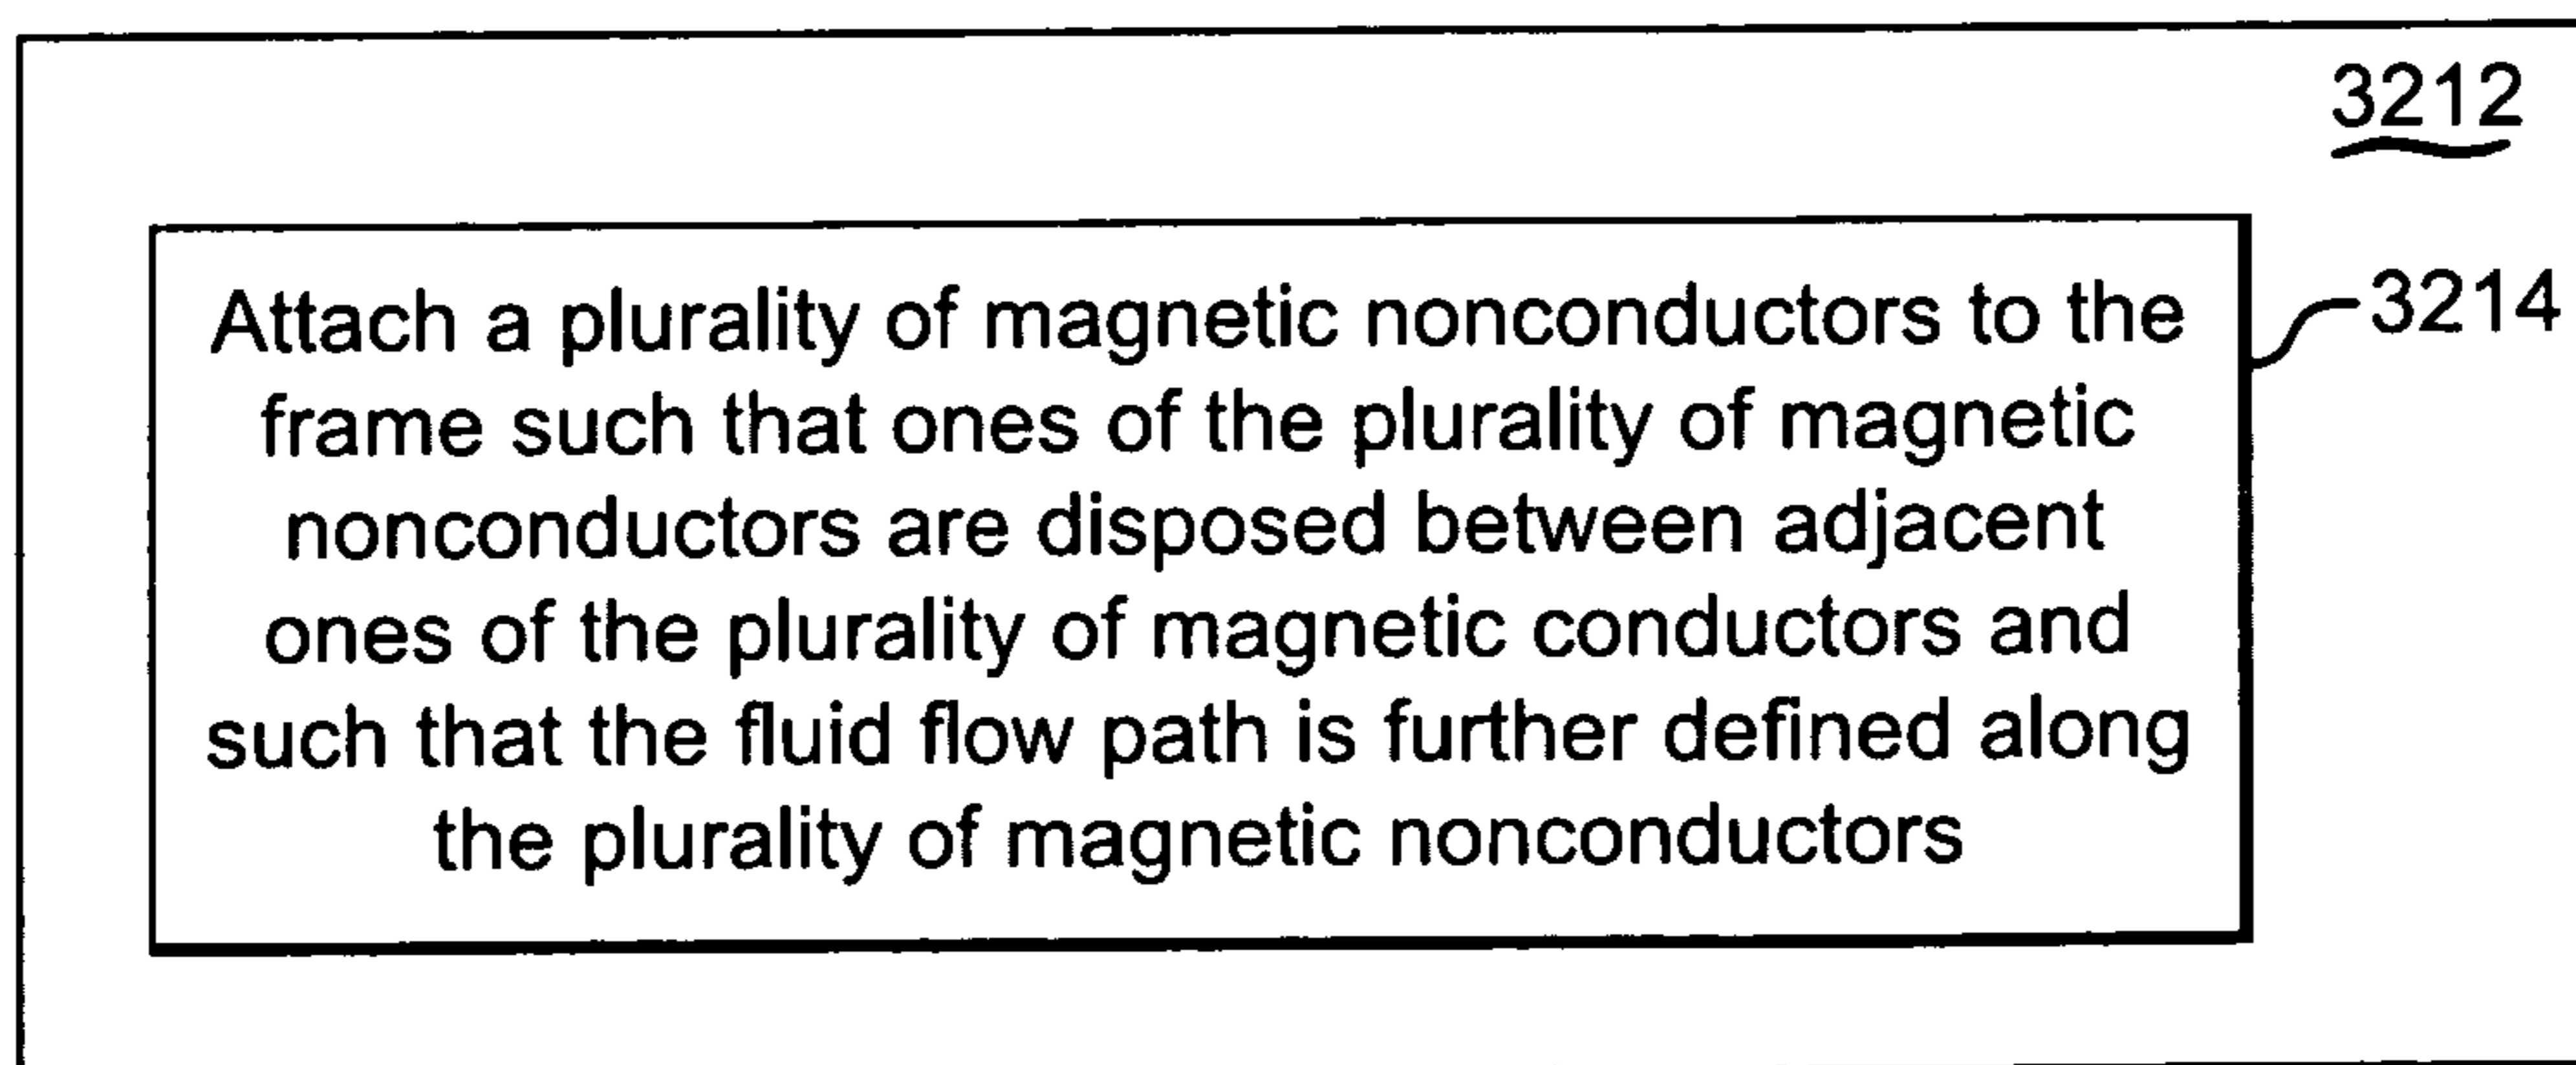 3212
Attach a plurality of magnetic nonconductors to the
3214
frame such that ones of the plurality of magnetic
nonconductors are disposed between adjacent
ones of the plurality of magnetic conductors and
such that the fluid flow path is further defined along
the plurality of magnetic nonconductors